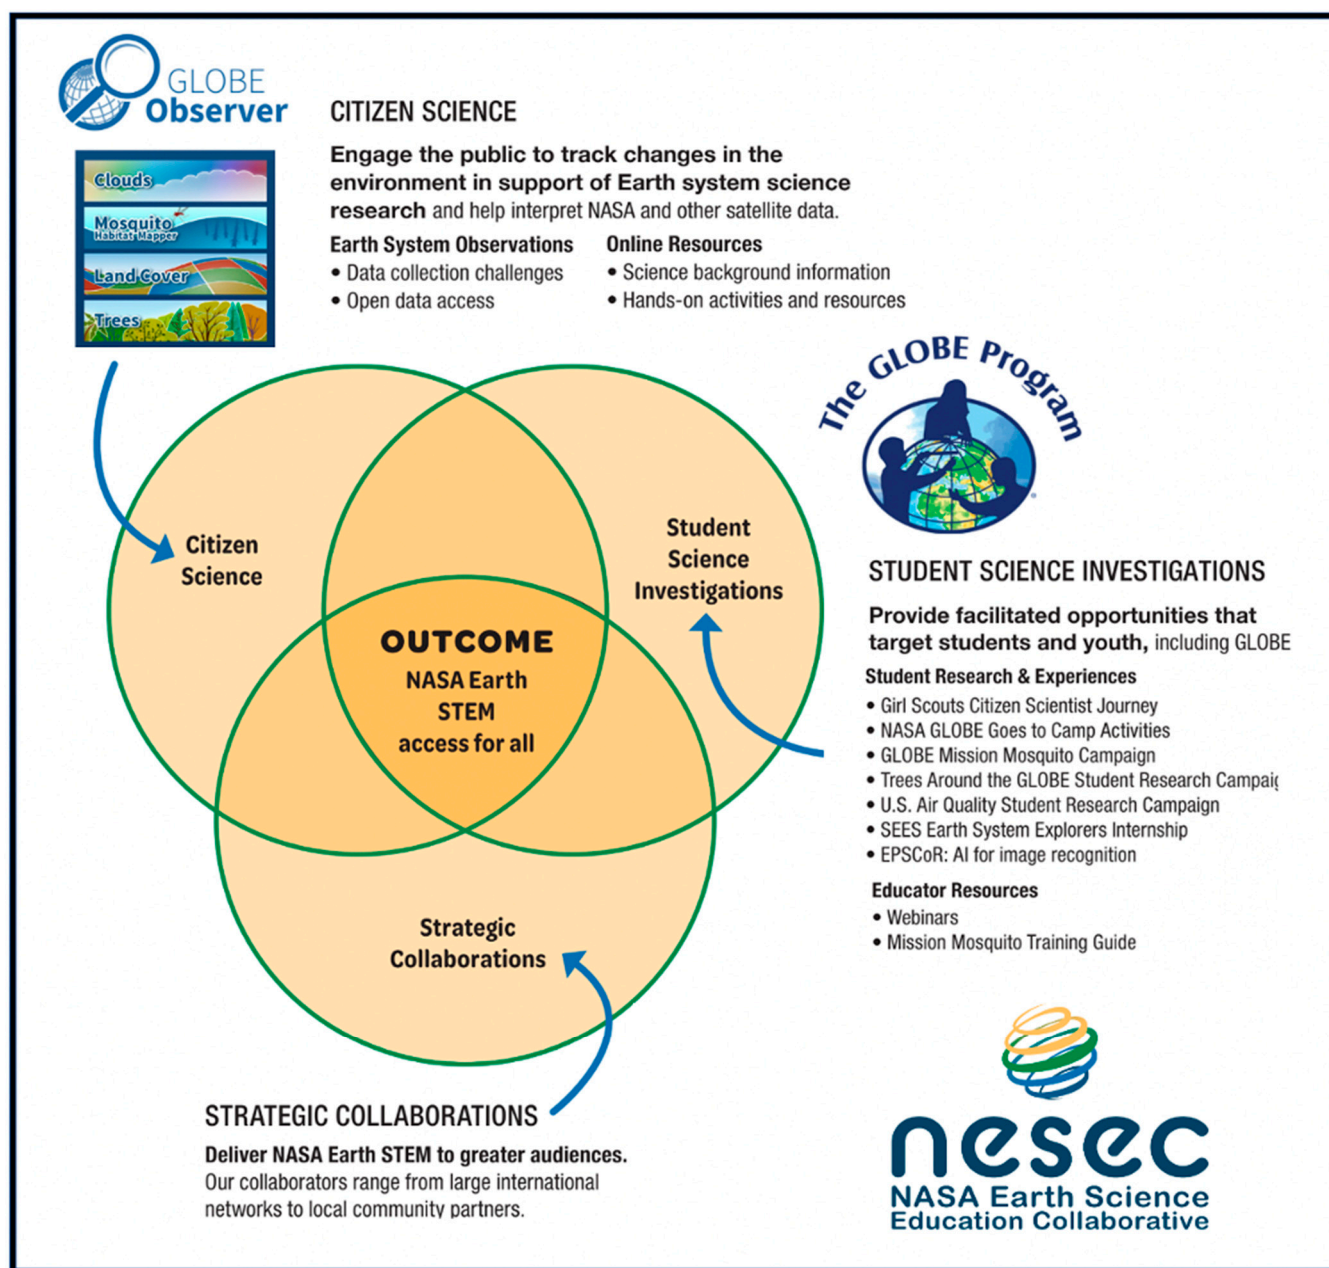 GLOBE
Observer
Clouds
Mosquito
Habitat Mapper
Land Cover
Trees
CITIZEN SCIENCE
Engage the public to track changes in the
environment in support of Earth system science
research and help interpret NASA and other satellite data.
Earth System Observations
• Data collection challenges
• Open data access
Online Resources
• Science background information
• Hands-on activities and resources
The GLOBE Program
Citizen
Science
Student
Science
Investigations
OUTCOME
NASA Earth
STEM
access for all
Strategic
Collaborations
STUDENT SCIENCE INVESTIGATIONS
Provide facilitated opportunities that
target students and youth, including GLOBE
Student Research & Experiences
• Girl Scouts Citizen Scientist Journey
• NASA GLOBE Goes to Camp Activities
• GLOBE Mission Mosquito Campaign
• Trees Around the GLOBE Student Research Campaig
• U.S. Air Quality Student Research Campaign
• SEES Earth System Explorers Internship
• EPSCoR: AI for image recognition
Educator Resources
• Webinars
• Mission Mosquito Training Guide
STRATEGIC COLLABORATIONS
Deliver NASA Earth STEM to greater audiences.
Our collaborators range from large international
networks to local community partners.
nesec
NASA Earth Science
Education Collaborative